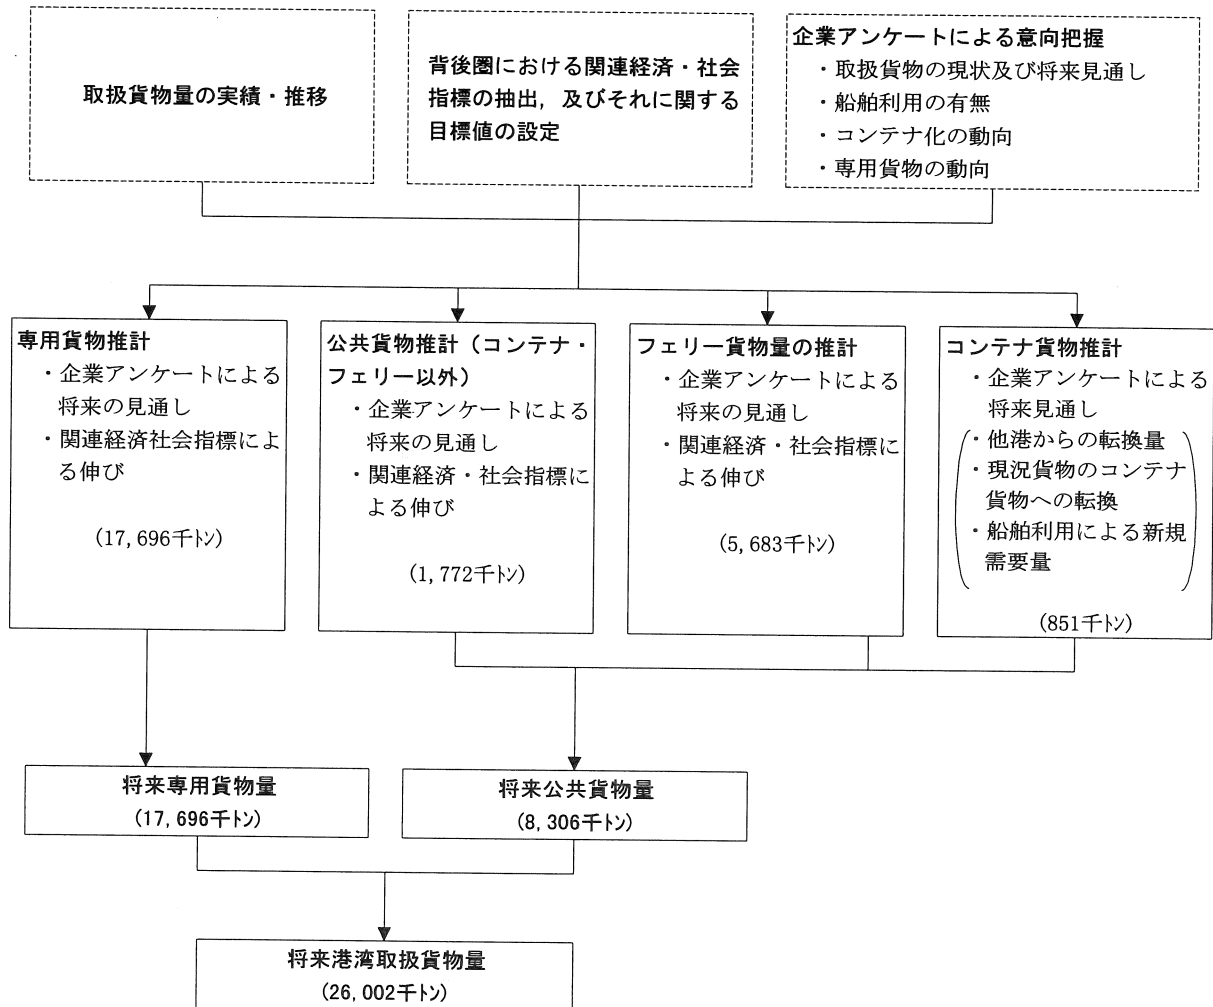 取扱貨物量の実績・推移
背後圏における関連経済・社会
指標の抽出，及びそれに関する
目標値の設定
企業アンケートによる意向把握
・取扱貨物の現状及び将来見通し
・船舶利用の有無
・コンテナ化の動向
・専用貨物の動向
専用貨物推計
・企業アンケートによる
将来の見通し
・関連経済社会指標によ
る伸び
(17,696千㌧)
公共貨物推計（コンテナ・
フェリー以外）
・企業アンケートによる
将来の見通し
・関連経済・社会指標に
よる伸び
(1,772千㌧)
フェリー貨物量の推計
・企業アンケートによる
将来の見通し
・関連経済・社会指標に
よる伸び
(5,683千㌧)
コンテナ貨物推計
・企業アンケートによる
将来見通し
・他港からの転換量
・現況貨物のコンテナ
貨物への転換
・船舶利用による新規
需要量
(851千㌧)
将来専用貨物量
(17,696千㌧)
将来公共貨物量
(8,306千㌧)
将来港湾取扱貨物量
(26,002千㌧)